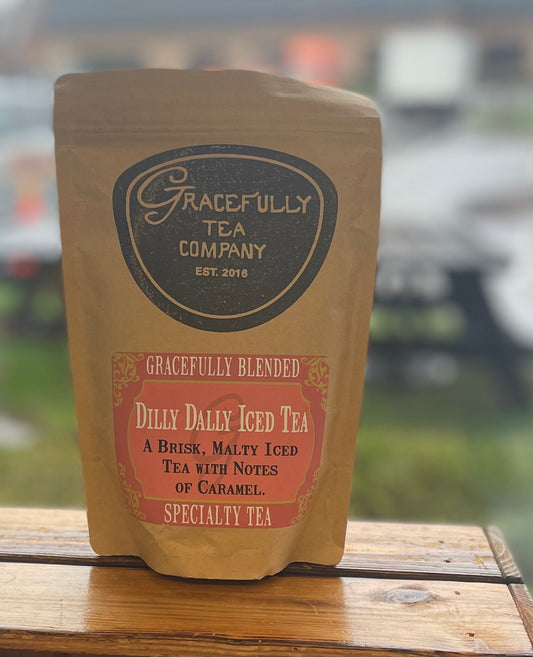 GRACEFULLY
TEA
COMPANY
EST. 2016
GRACEFULLY BLENDED
DILLY DALLY ICED TEA
A BRISK, MALTY ICED
TEA WITH NOTES
OF CARAMEL.
SPECIALTY TEA